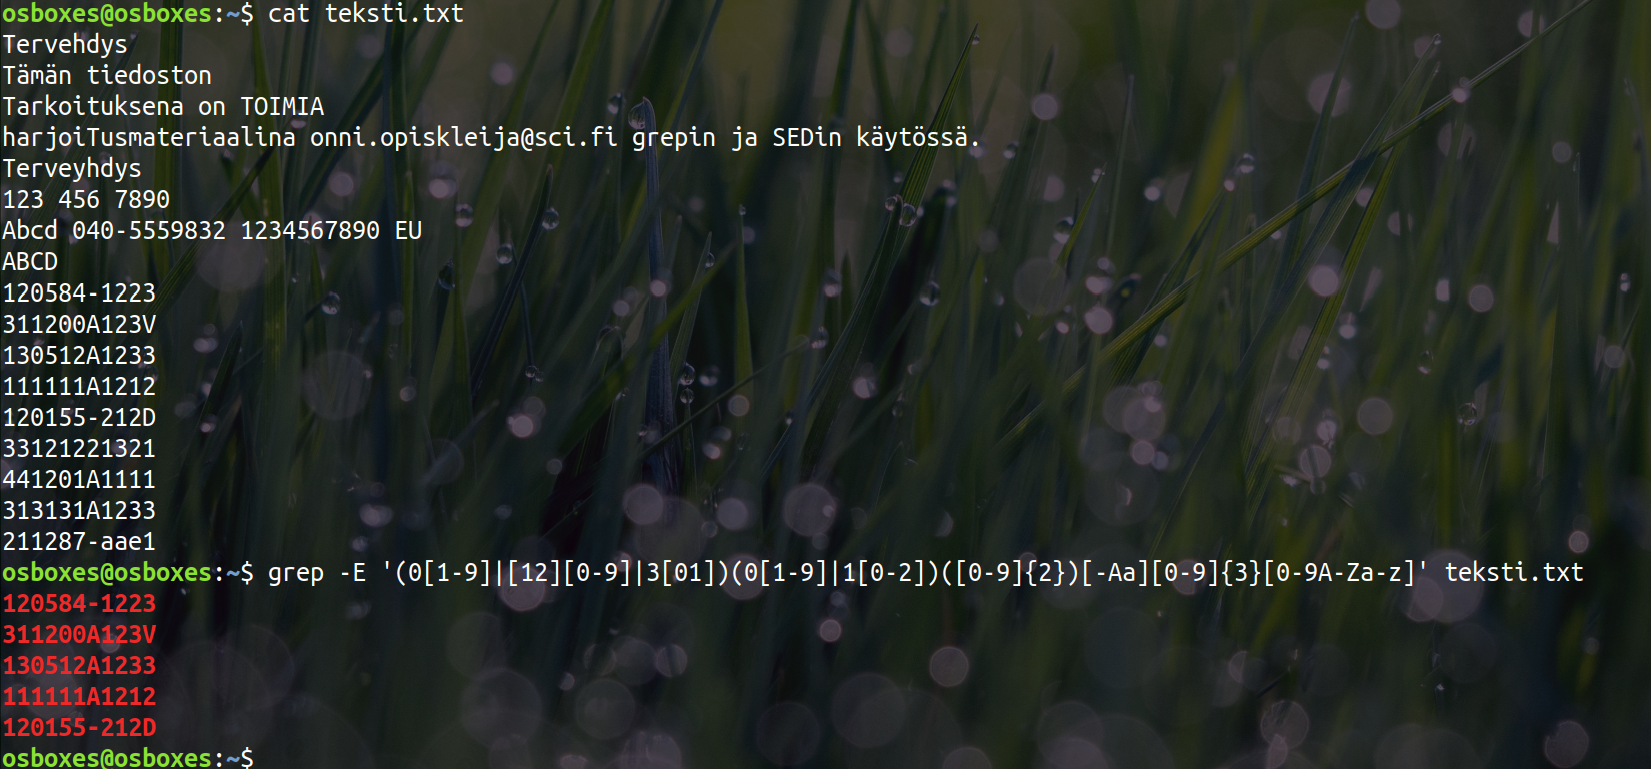 osboxes@osboxes:~$ cat teksti.txt
Tervehdys
Tämän tiedoston
Tarkoituksena on TOIMIA
harjoiTusmateriaalina onni.opiskleija@sci.fi grepin ja SEDin käytössä.
Terveyhdys
123 456 7890
Abcd 040-5559832 1234567890 EU
ABCD
120584-1223
311200A123V
130512A1233
111111A1212
120155-212D
33121221321
441201A1111
313131A1233
211287-aae1
osboxes@osboxes:~$ grep -E '(0[1-9]|[12][0-9]|3[01])(0[1-9]|1[0-2])([0-9]{2})[-Aa][0-9]{3}[0-9A-Za-z]' teksti.txt
120584-1223
311200A123V
130512A1233
111111A1212
120155-212D
osboxes@osboxes:~$